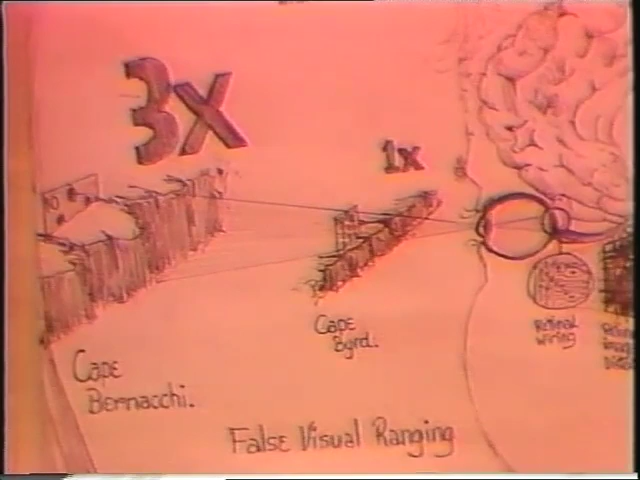 3x
1x
Cape
Bernacchi.
Cape
Byrd.
Retinal
wiring
False Visual Ranging